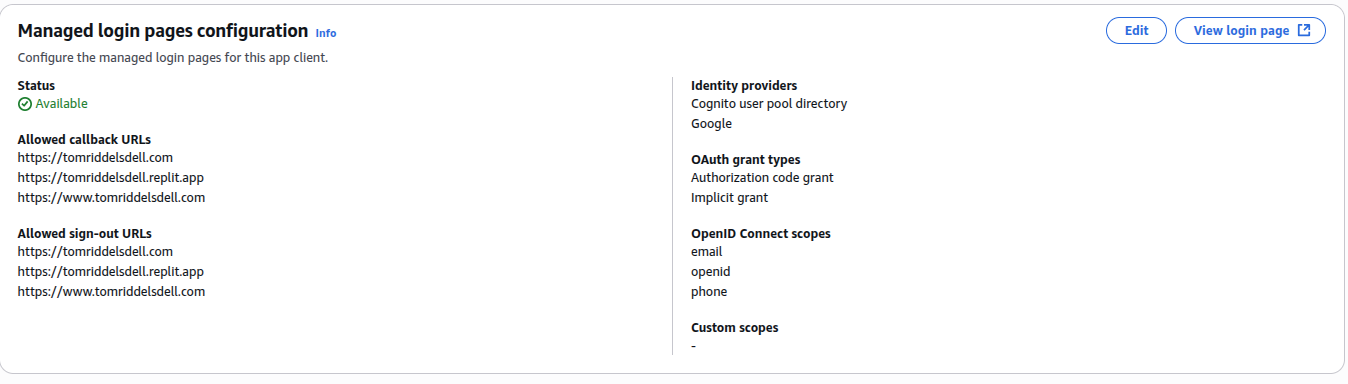 Managed login pages configuration Info
Edit
View login page
Configure the managed login pages for this app client.
Status
Available
Allowed callback URLs
https://tomriddelsdell.com
https://tomriddelsdell.replit.app
https://www.tomriddelsdell.com
Allowed sign-out URLs
https://tomriddelsdell.com
https://tomriddelsdell.replit.app
https://www.tomriddelsdell.com
Identity providers
Cognito user pool directory
Google
OAuth grant types
Authorization code grant
Implicit grant
OpenID Connect scopes
email
openid
phone
Custom scopes
-